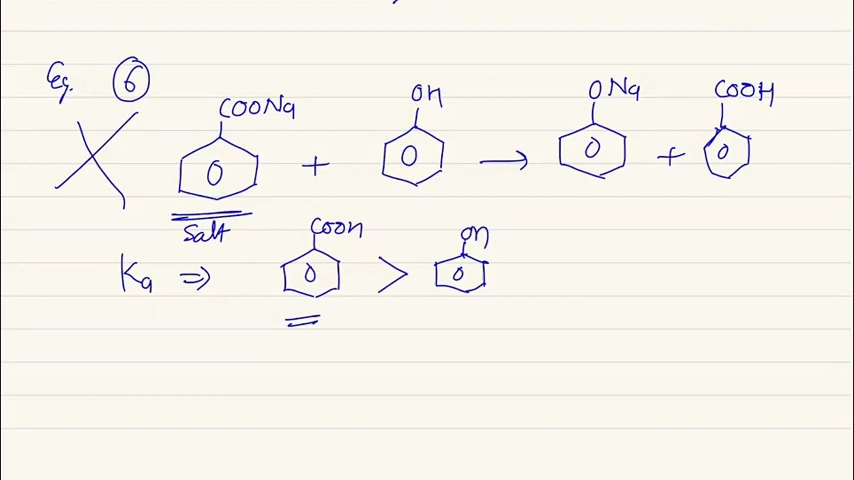 Eg. 6
COONa + OH → ONa + COOH
Salt
Ka ⇒ COOH > OH